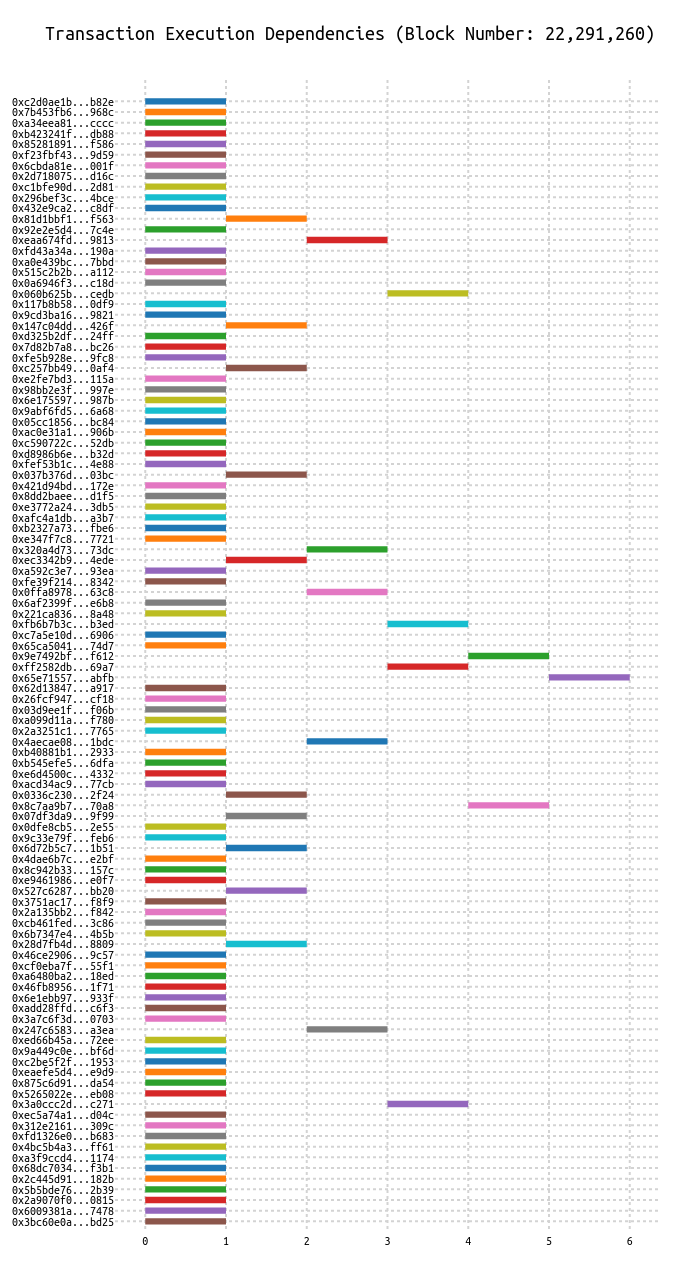 Transaction Execution Dependencies (Block Number: 22,291,260)
0xc2d0ae1b...b82e
0x7b453fb6...968c
0xa34eea81...cccc
0xb423241f...db88
0x85281891...f586
0xf23fbf43...9d59
0x6cbda81e...001f
0x2d718075...d16c
0xc1bfe90d...2d81
0x296bef3c...4bce
0x432e9ca2...c8df
0x81d1bbf1...f563
0x92e2e5d4...7c4e
0xeaa674fd...9813
0xfd43a34a...190a
0xa0e439bc...7bbd
0x515c2b2b...a112
0x0a6946f3...c18d
0x060b625b...cedb
0x117b8b58...0df9
0x9cd3ba16...9821
0x147c04dd...426f
0xd325b2df...24ff
0x7d82b7a8...bc26
0xfe5b928e...9fc8
0xc257bb49...0af4
0xe2fe7bd3...115a
0x98bb2e3f...997e
0x6e175597...987b
0x9abf6fd5...6a68
0x05cc1856...bc84
0xac0e31a1...906b
0xc590722c...52db
0xd8986b6e...b32d
0xfef53b1c...4e88
0x037b376d...03bc
0x421d94bd...172e
0x8dd2baee...d1f5
0xe3772a24...3db5
0xafc4a1db...a3b7
0xb2327a73...fbe6
0xe347f7c8...7721
0x320a4d73...73dc
0xec3342b9...4ede
0xa592c3e7...93ea
0xfe39f214...8342
0x0ffa8978...63c8
0x6af2399f...e6b8
0x221ca836...8a48
0xfb6b7b3c...b3ed
0xc7a5e10d...6906
0x65ca5041...74d7
0x9e7492bf...f612
0xff2582db...69a7
0x65e71557...abfb
0x62d13847...a917
0x26fcf947...cf18
0x03d9ee1f...f06b
0xa099d11a...f780
0x2a3251c1...7765
0x4aecae08...1bdc
0xb40881b1...2933
0xb545efe5...6dfa
0xe6d4500c...4332
0xacd34ac9...77cb
0x0336c230...2f24
0x8c7aa9b7...70a8
0x07df3da9...9f99
0x0dfe8cb5...2e55
0x9c33e79f...feb6
0x6d72b5c7...1b51
0x4dae6b7c...e2bf
0x8c942b33...157c
0xe9461986...e0f7
0x527c6287...bb20
0x3751ac17...f8f9
0x2a135bb2...f842
0xcb461fed...3c86
0x6b7347e4...4b5b
0x28d7fb4d...8809
0x46ce2906...9c57
0xcf0eba7f...55f1
0xa6480ba2...18ed
0x46fb8956...1f71
0x6e1ebb97...933f
0xadd28ffd...c6f3
0x3a7c6f3d...0703
0x247c6583...a3ea
0xed66b45a...72ee
0x9a449c0e...bf6d
0xc2be5f2f...1953
0xeaefe5d4...e9d9
0x875c6d91...da54
0x5265022e...eb08
0x3a0ccc2d...c271
0xec5a74a1...d04c
0x312e2161...309c
0xfd1326e0...b683
0x4bc5b4a3...ff61
0xa3f9ccd4...1174
0x68dc7034...f3b1
0x2c445d91...182b
0x5b5bde76...2b39
0x2a9070f0...0815
0x6009381a...7478
0x3bc60e0a...bd25
0 1 2 3 4 5 6